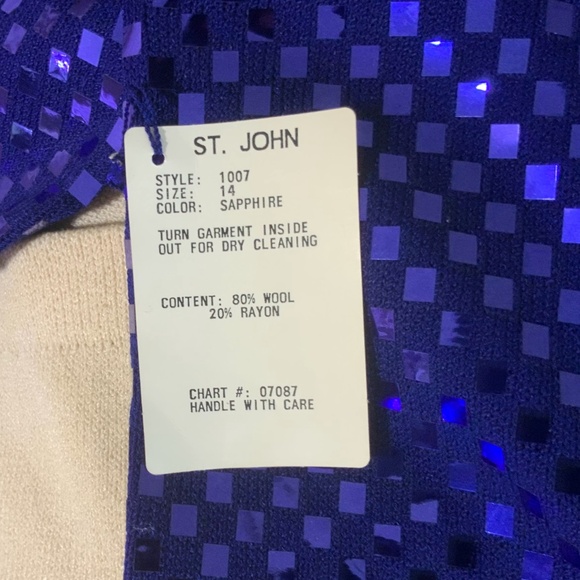 ST. JOHN
STYLE: 1007
SIZE: 14
COLOR: SAPPHIRE
TURN GARMENT INSIDE
OUT FOR DRY CLEANING
CONTENT: 80% WOOL
20% RAYON
CHART #: 07087
HANDLE WITH CARE